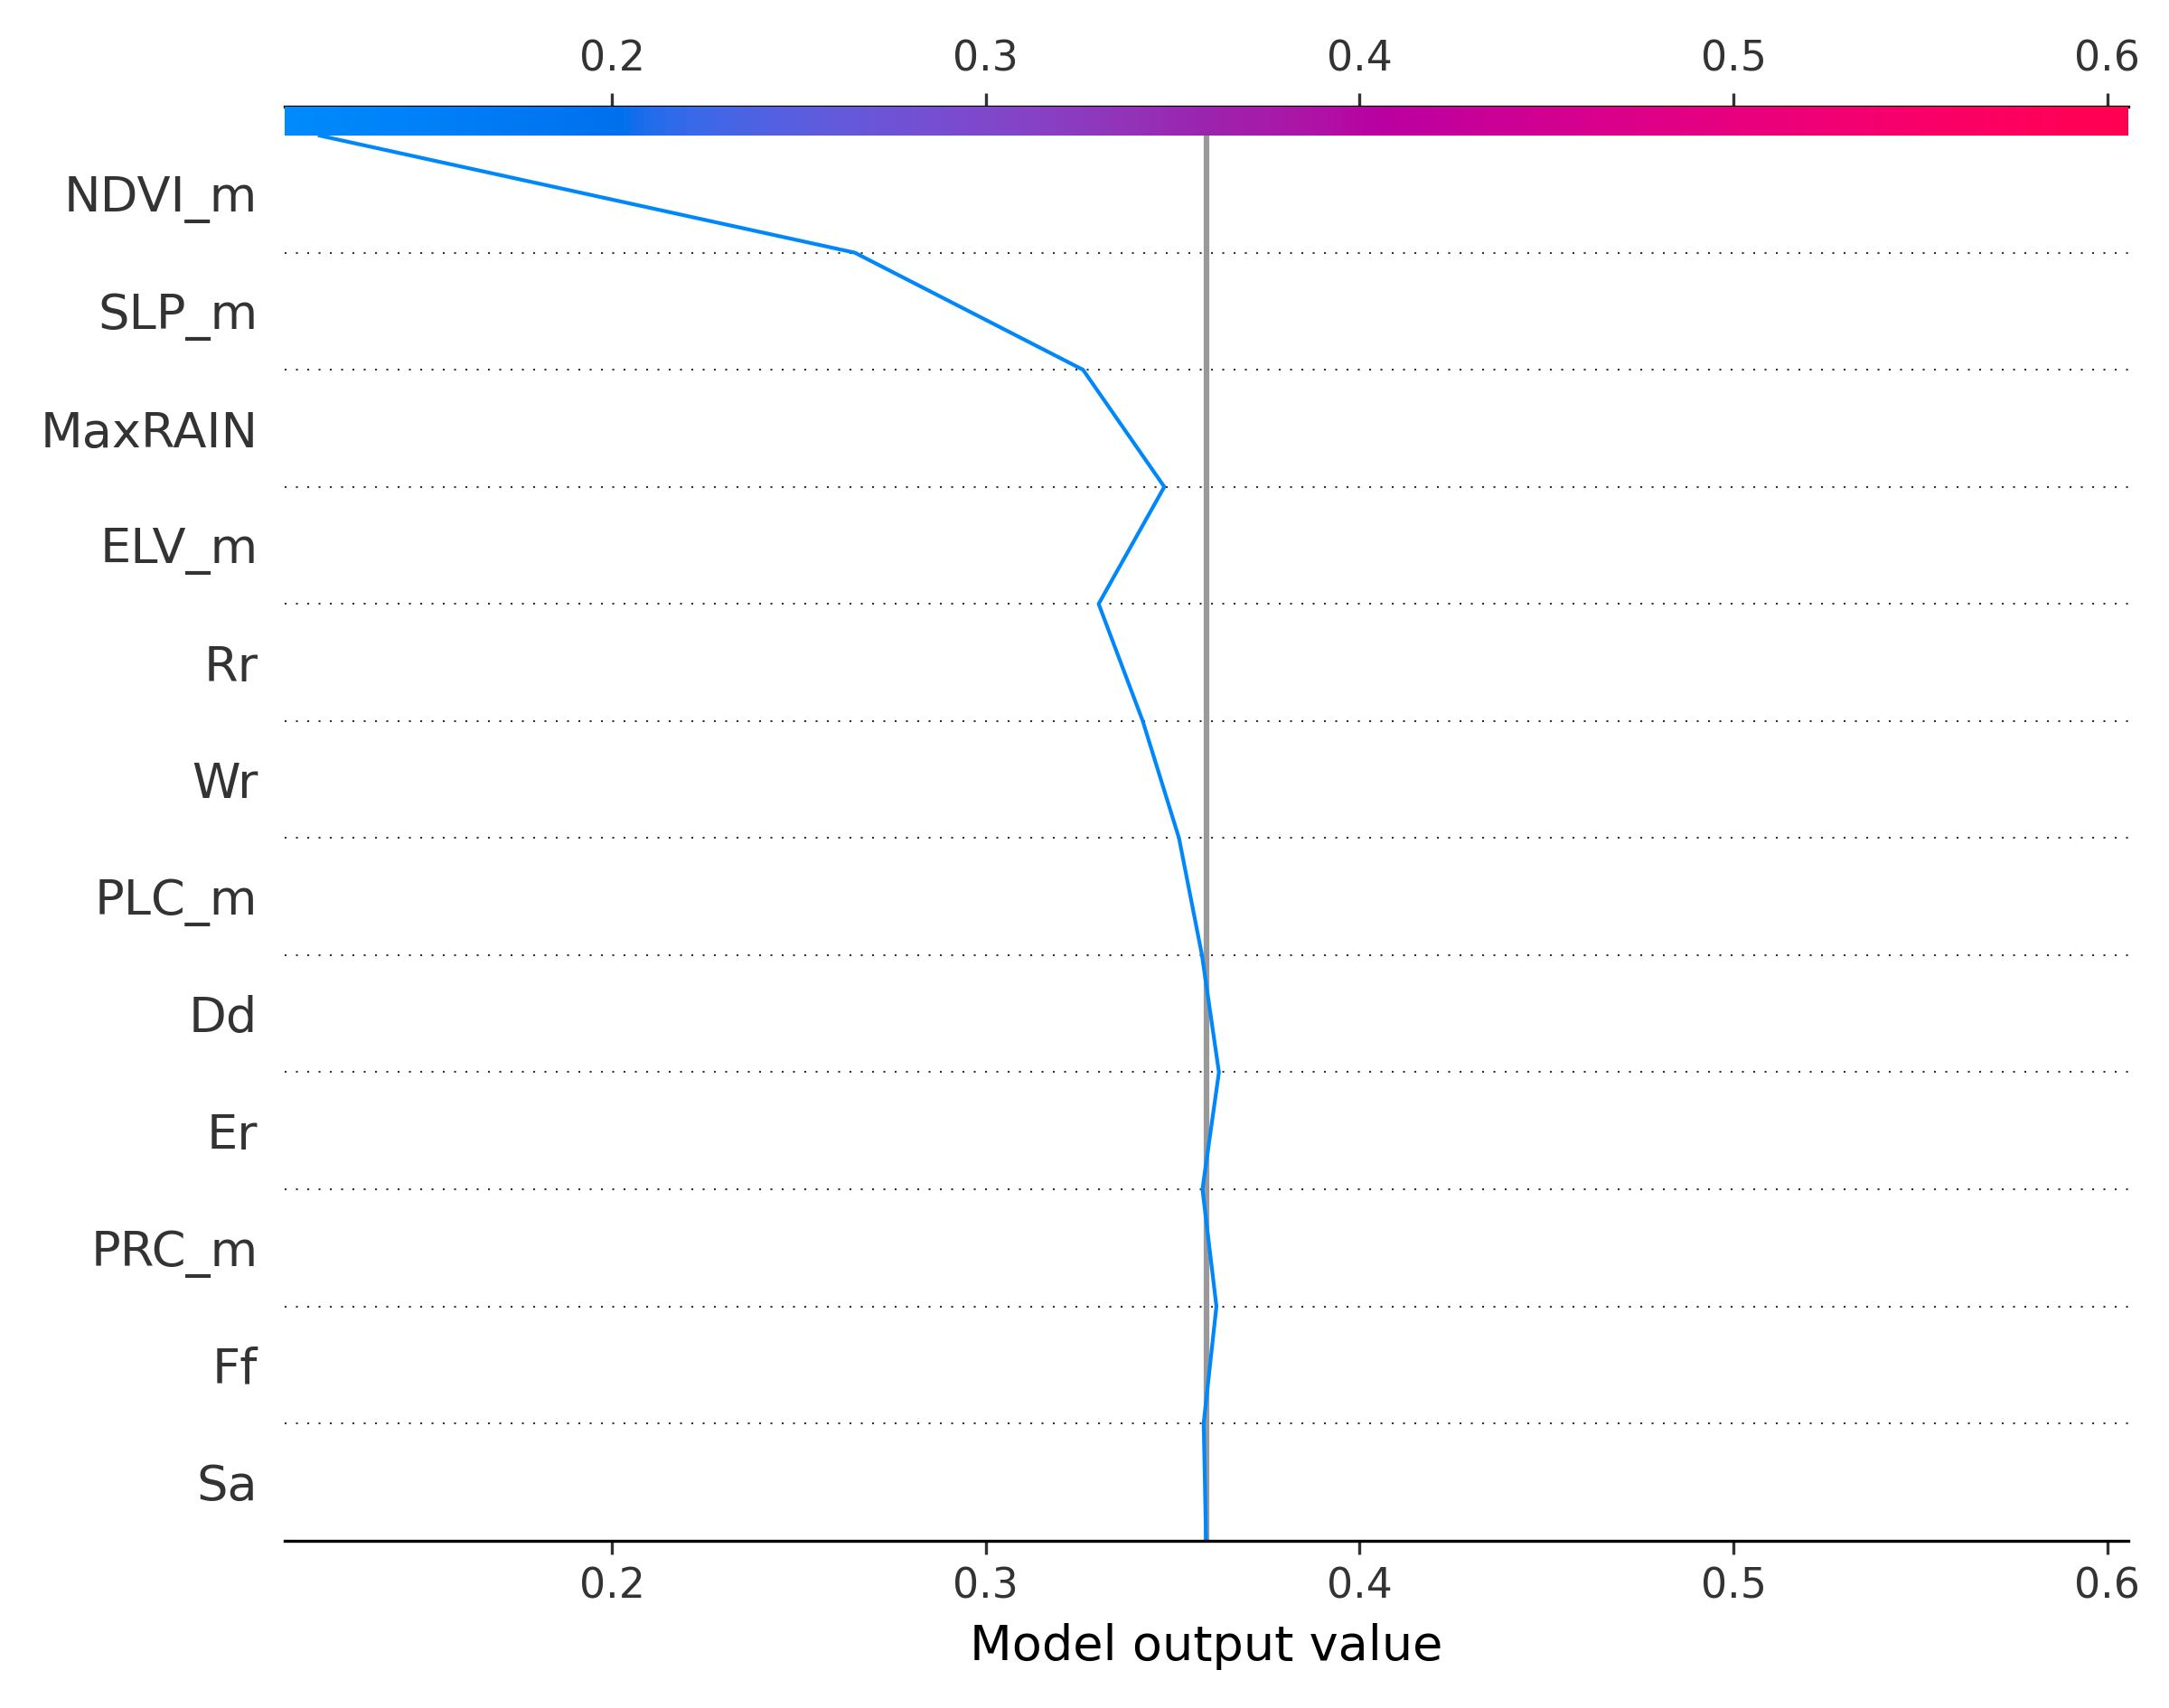 0.2 0.3 0.4 0.5 0.6
NDVI_m
SLP_m
MaxRAIN
ELV_m
Rr
Wr
PLC_m
Dd
Er
PRC_m
Ff
Sa
0.2 0.3 0.4 0.5 0.6
Model output value